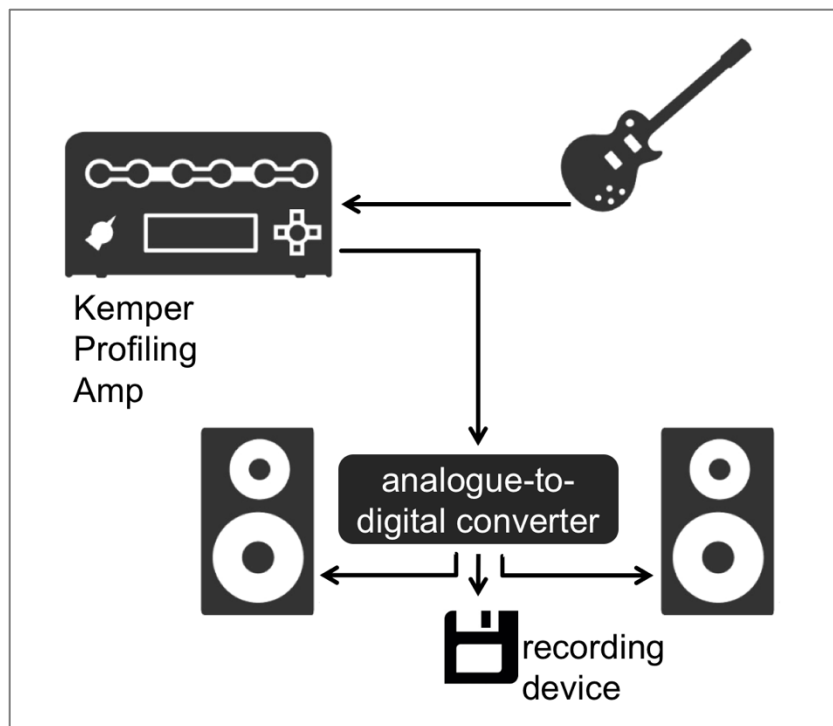 Kemper
Profiling
Amp
analogue-to-
digital converter
recording
device